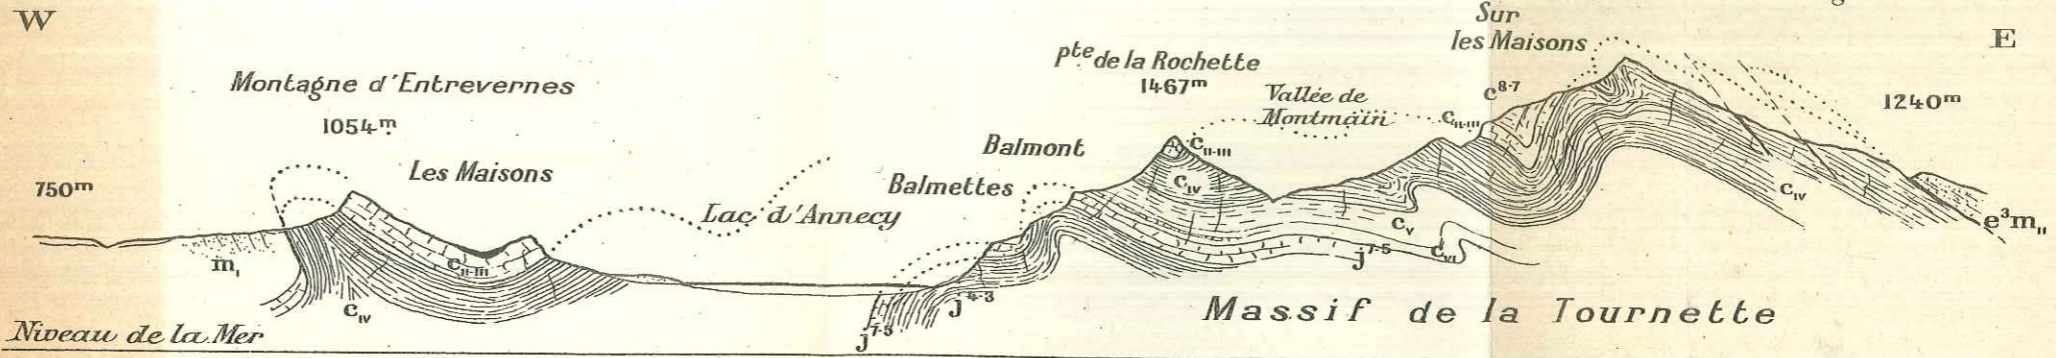 W
E
Montagne d'Entrevernes
1054m
Les Maisons
750m
Lac d'Annecy
Balmettes
Balmont
pte de la Rochette
1467m
Vallée de
Montmain
Sur
les Maisons
1240m
mı
cII-III
cIV
j7-5
j4-3
cII-III
cIV
cII-III
c8-7
cV
cVI
j7-5
cIV
e3mII
Massif de la Tournette
Niveau de la Mer